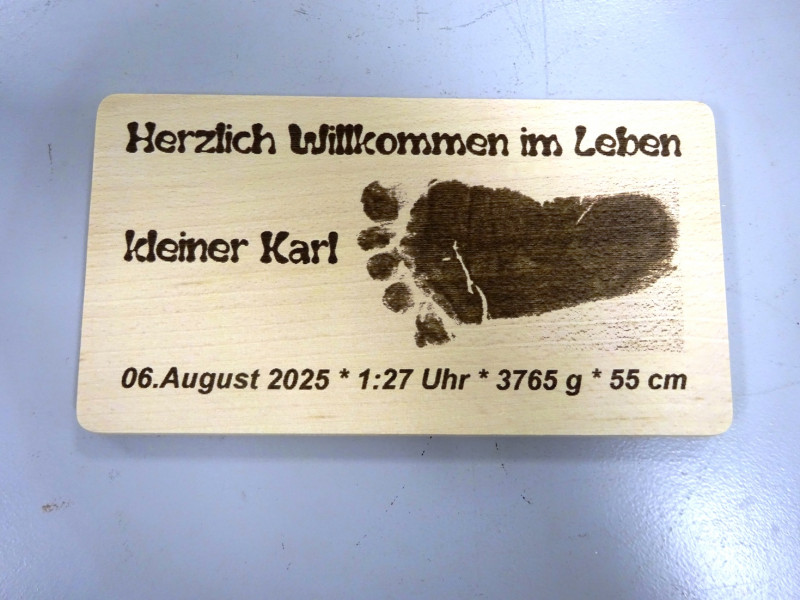 Herzlich Willkommen im Leben
kleiner Karl
06.August 2025 * 1:27 Uhr * 3765 g * 55 cm